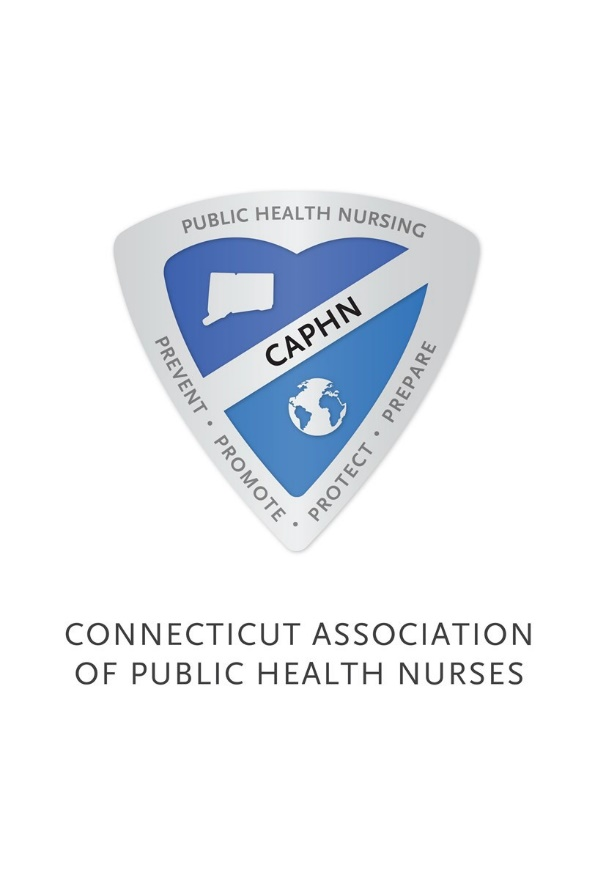 PUBLIC HEALTH NURSING
CAPHN
PREVENT • PROMOTE • PROTECT • PREPARE
CONNECTICUT ASSOCIATION
OF PUBLIC HEALTH NURSES